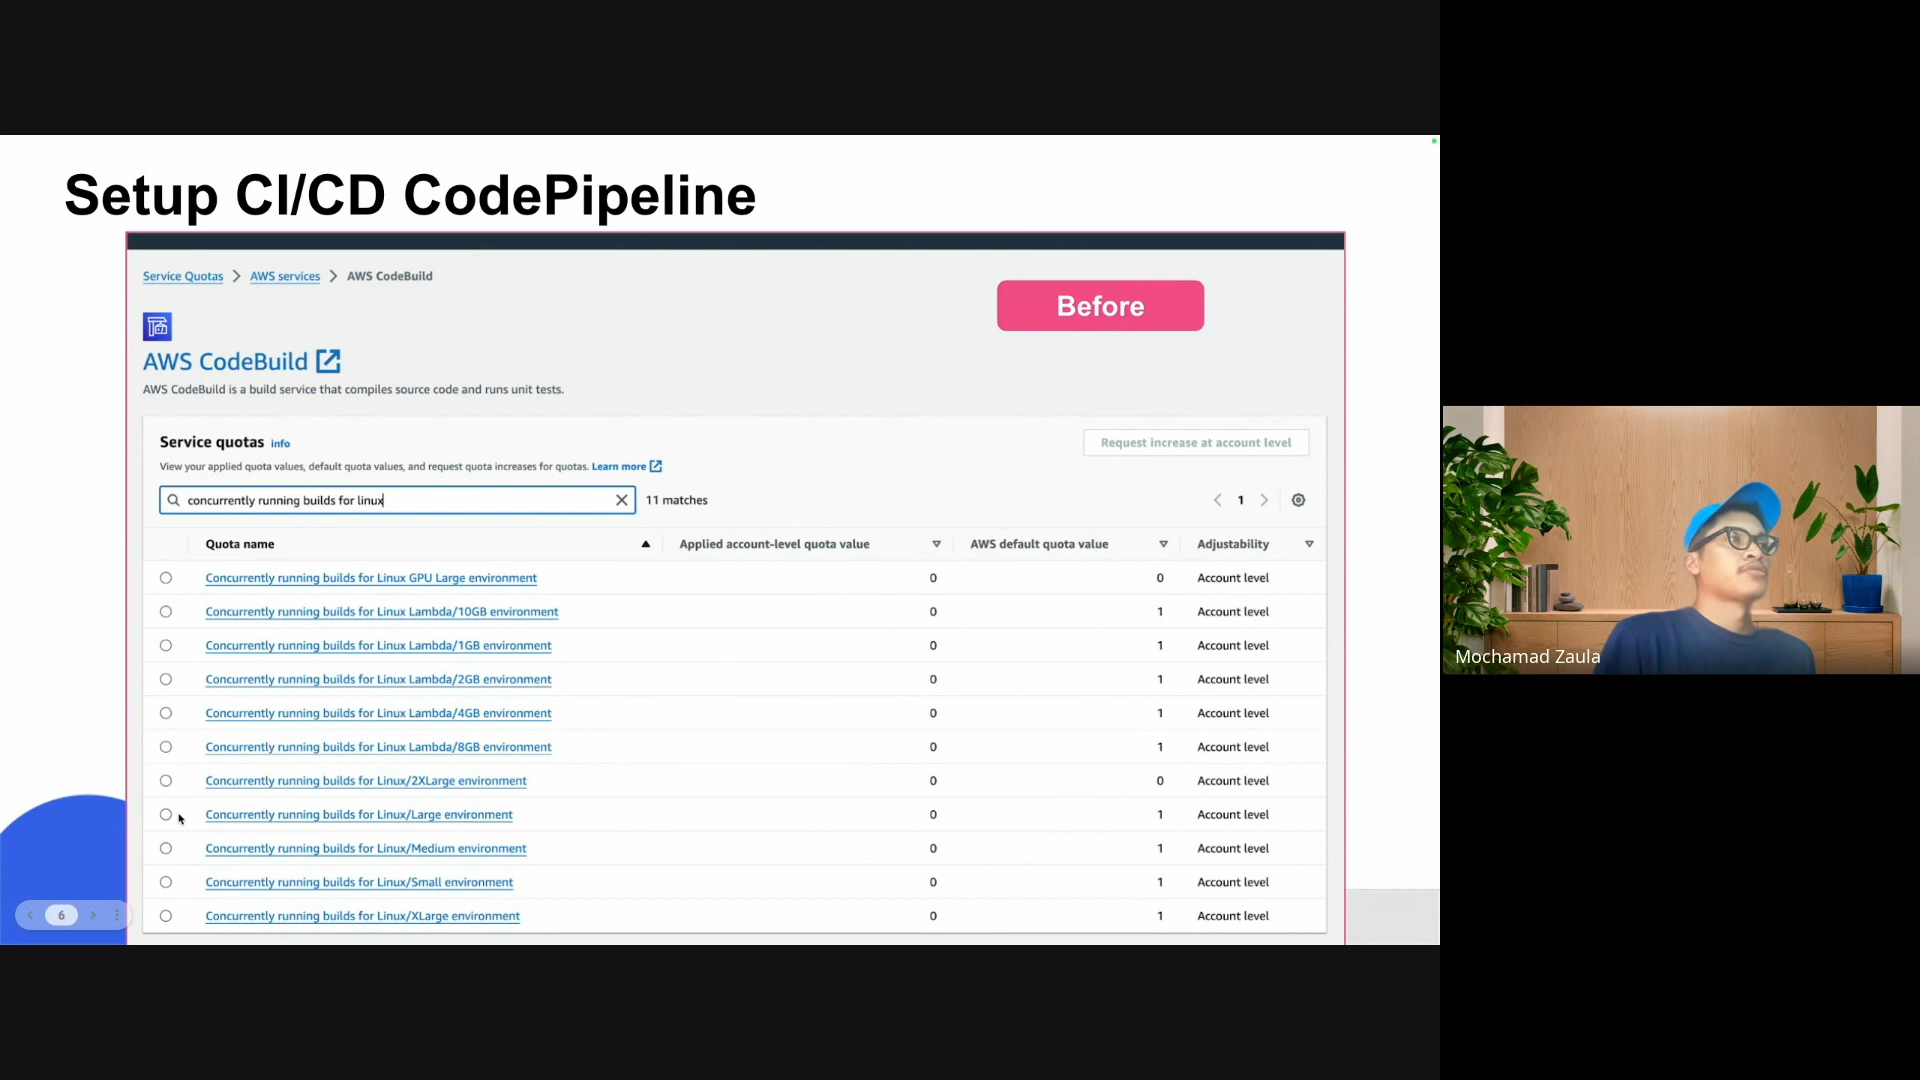 Setup CI/CD CodePipeline
Service Quotas > AWS services > AWS CodeBuild
Before
AWS CodeBuild
AWS CodeBuild is a build service that compiles source code and runs unit tests.
Service quotas info
Request increase at account level
View your applied quota values, default quota values, and request quota increases for quotas. Learn more
concurrently running builds for linux
11 matches
1
Quota name Applied account-level quota value AWS default quota value Adjustability
Concurrently running builds for Linux GPU Large environment 0 0 Account level
Concurrently running builds for Linux Lambda/10GB environment 0 1 Account level
Concurrently running builds for Linux Lambda/1GB environment 0 1 Account level
Concurrently running builds for Linux Lambda/2GB environment 0 1 Account level
Concurrently running builds for Linux Lambda/4GB environment 0 1 Account level
Concurrently running builds for Linux Lambda/8GB environment 0 1 Account level
Concurrently running builds for Linux/2XLarge environment 0 0 Account level
Concurrently running builds for Linux/Large environment 0 1 Account level
Concurrently running builds for Linux/Medium environment 0 1 Account level
Concurrently running builds for Linux/Small environment 0 1 Account level
Concurrently running builds for Linux/XLarge environment 0 1 Account level
6
Mochamad Zaula